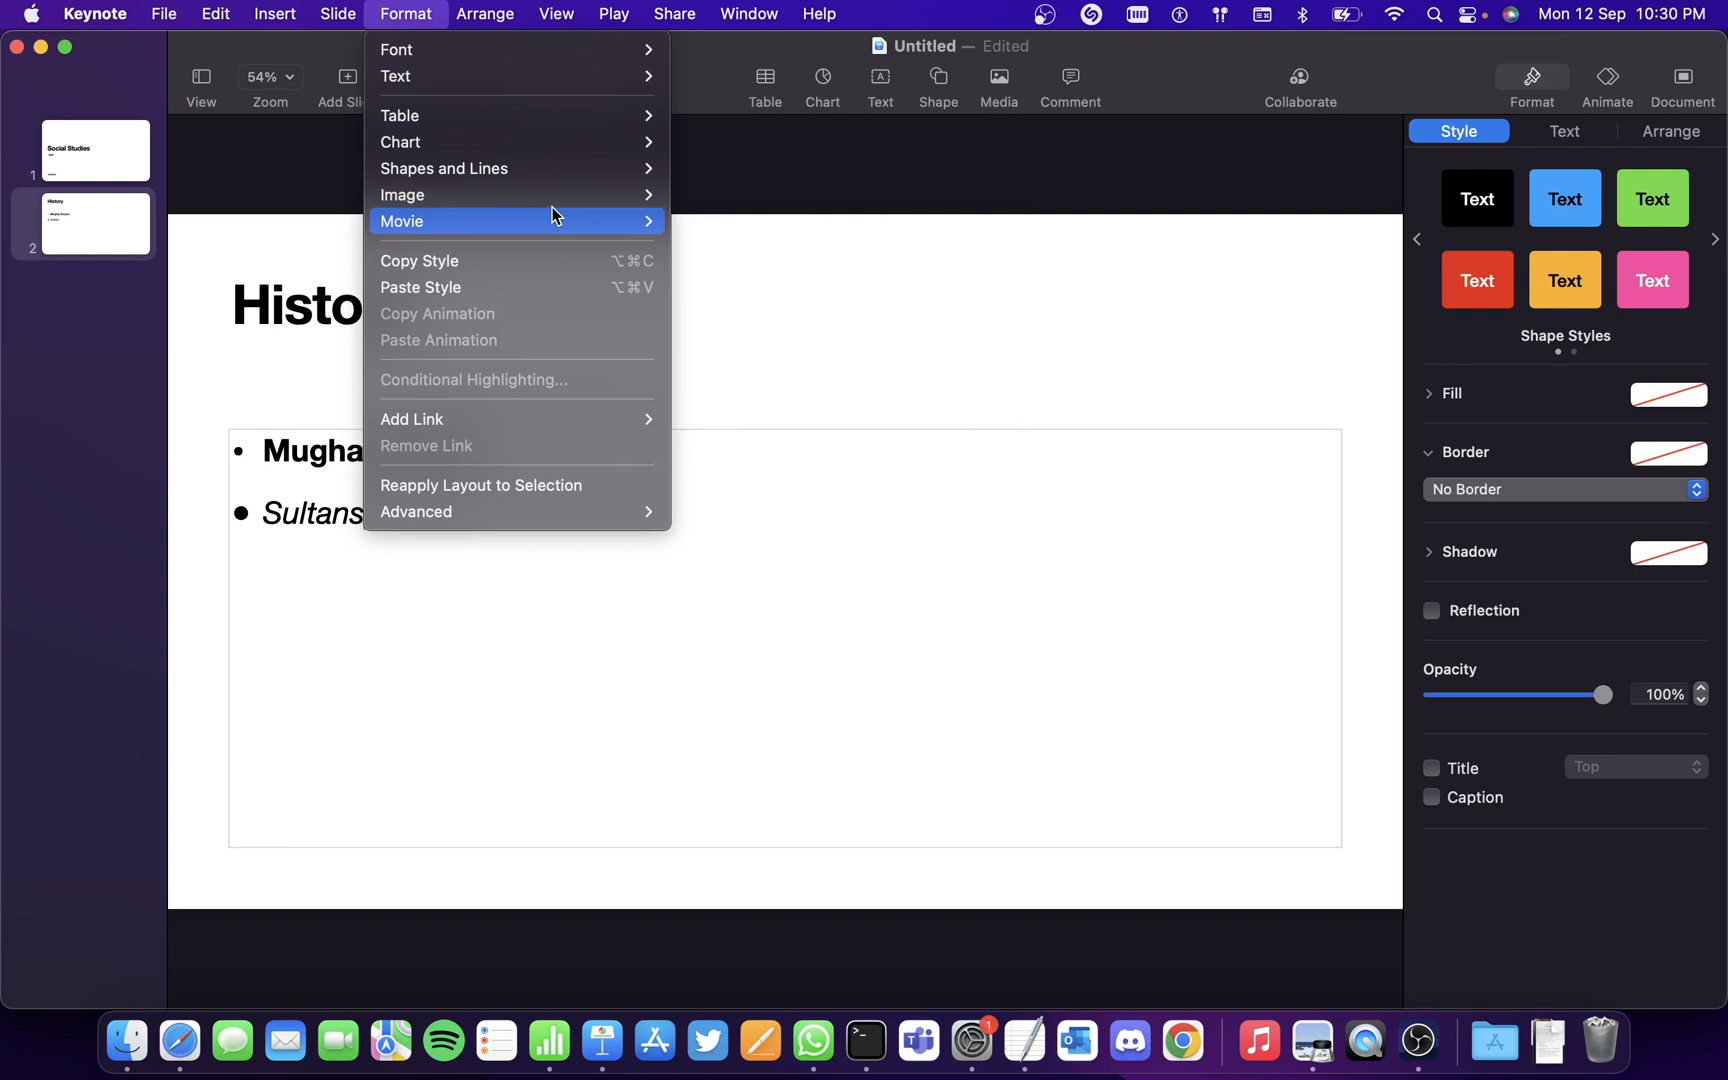 Keynote File Edit Insert Slide Format Arrange View Play Share Window Help Mon 12 Sep 10:30 PM
Untitled — Edited
54%
View Zoom Add Sli Table Chart Text Shape Media Comment Collaborate Format Animate Document
Font
Text
Table
Chart
Shapes and Lines
Image
Movie
Copy Style ⌥⌘C
Paste Style ⌥⌘V
Copy Animation
Paste Animation
Conditional Highlighting...
Add Link
Remove Link
Reapply Layout to Selection
Advanced
Social Studies
1
History
2
Histo
• Mugha
• Sultans
Style Text Arrange
Text Text Text
Text Text Text
Shape Styles
Fill
Border
No Border
Shadow
Reflection
Opacity
100%
Title Top
Caption
1